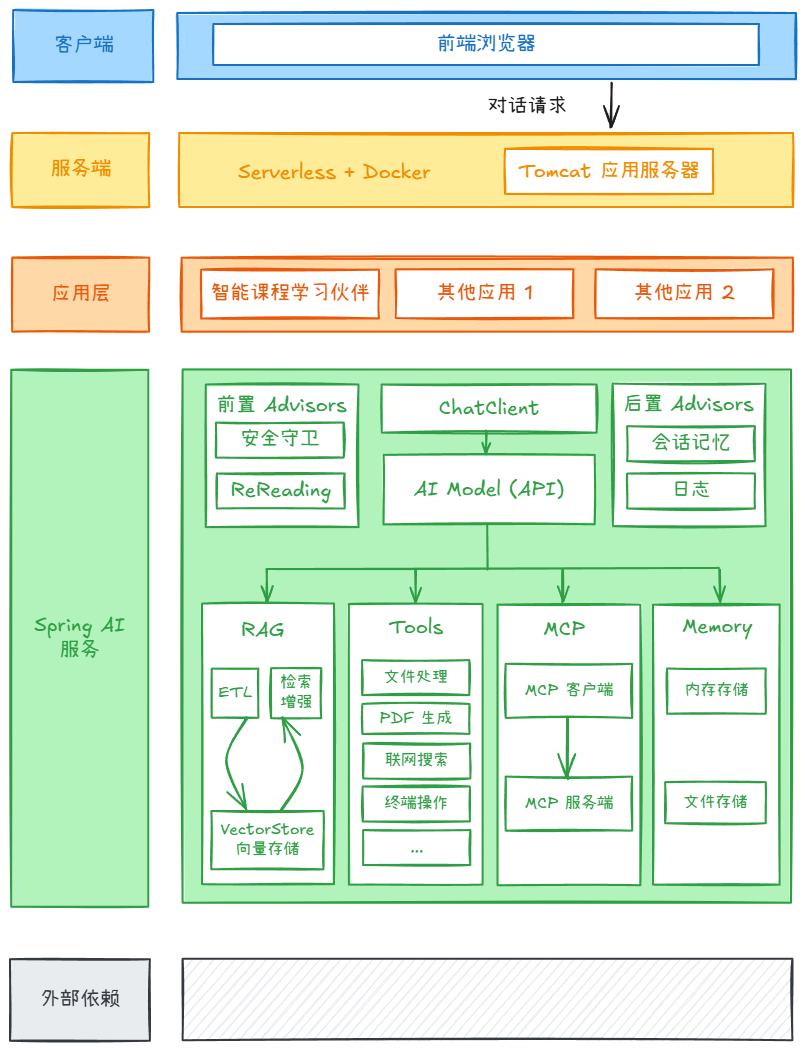 客户端
前端浏览器
对话请求
服务端
Serverless + Docker
Tomcat 应用服务器
应用层
智能课程学习伙伴
其他应用 1
其他应用 2
Spring AI
服务
前置 Advisors
安全守卫
ReReading
ChatClient
AI Model (API)
后置 Advisors
会话记忆
日志
RAG
ETL
检索
增强
VectorStore
向量存储
Tools
文件处理
PDF 生成
联网搜索
终端操作
...
MCP
MCP 客户端
MCP 服务端
Memory
内存存储
文件存储
外部依赖